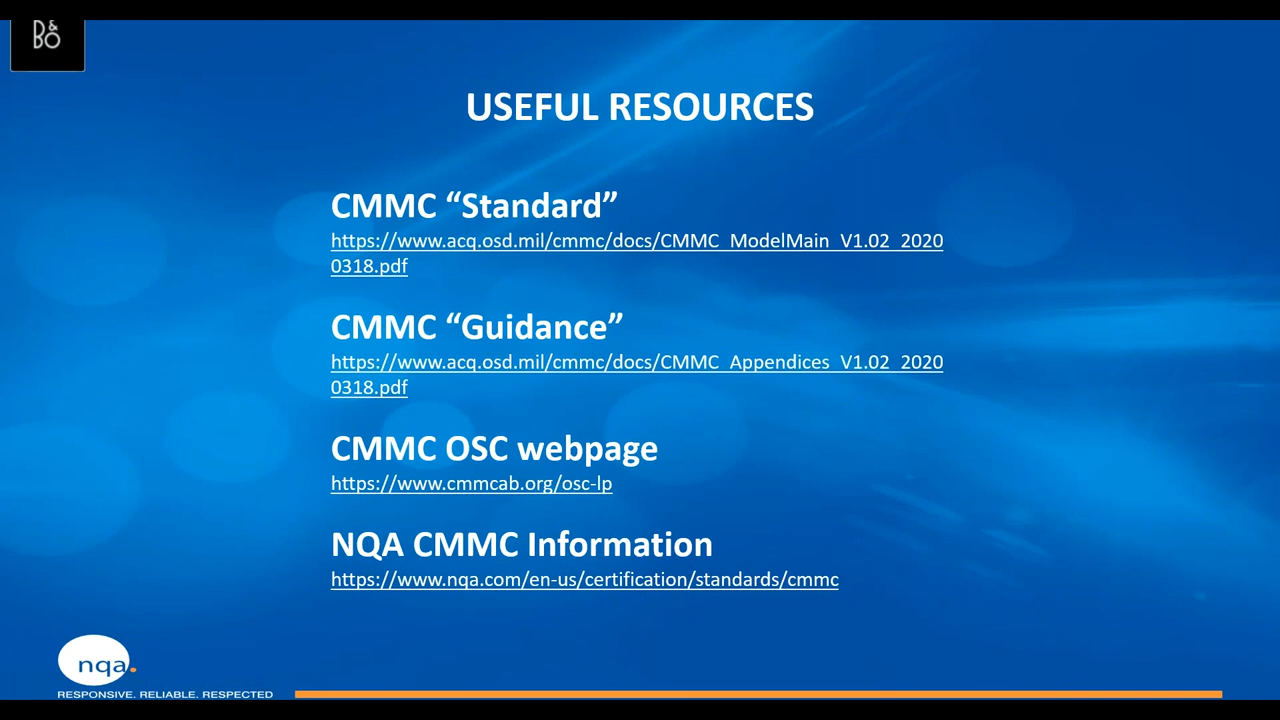 B&
BO
USEFUL RESOURCES
CMMC “Standard”
https://www.acq.osd.mil/cmmc/docs/CMMC_ModelMain_V1.02_2020
0318.pdf
CMMC “Guidance”
https://www.acq.osd.mil/cmmc/docs/CMMC_Appendices_V1.02_2020
0318.pdf
CMMC OSC webpage
https://www.cmmcab.org/osc-lp
NQA CMMC Information
https://www.nqa.com/en-us/certification/standards/cmmc
nqa.
RESPONSIVE. RELIABLE. RESPECTED